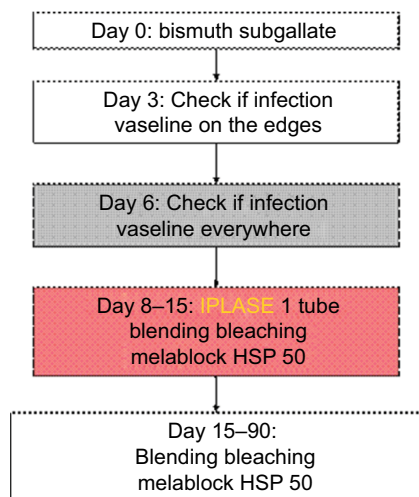 Day 0: bismuth subgallate
Day 3: Check if infection
vaseline on the edges
Day 6: Check if infection
vaseline everywhere
Day 8–15: IPLASE 1 tube
blending bleaching
melablock HSP 50
Day 15–90:
Blending bleaching
melablock HSP 50